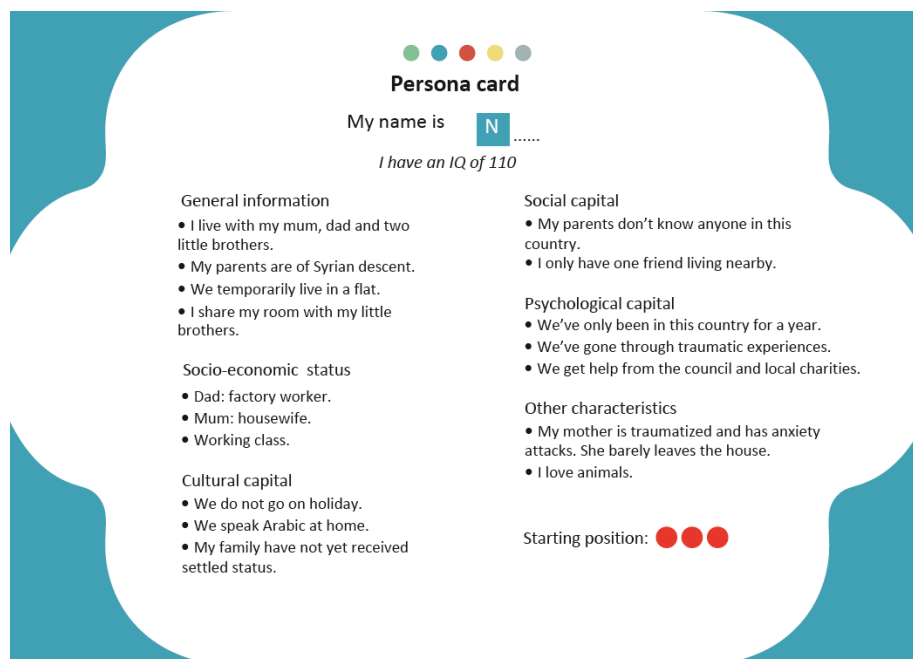 Persona card
My name is N ......
I have an IQ of 110
General information
• I live with my mum, dad and two
little brothers.
• My parents are of Syrian descent.
• We temporarily live in a flat.
• I share my room with my little
brothers.
Socio-economic status
• Dad: factory worker.
• Mum: housewife.
• Working class.
Cultural capital
• We do not go on holiday.
• We speak Arabic at home.
• My family have not yet received
settled status.
Social capital
• My parents don't know anyone in this
country.
• I only have one friend living nearby.
Psychological capital
• We've only been in this country for a year.
• We've gone through traumatic experiences.
• We get help from the council and local charities.
Other characteristics
• My mother is traumatized and has anxiety
attacks. She barely leaves the house.
• I love animals.
Starting position: